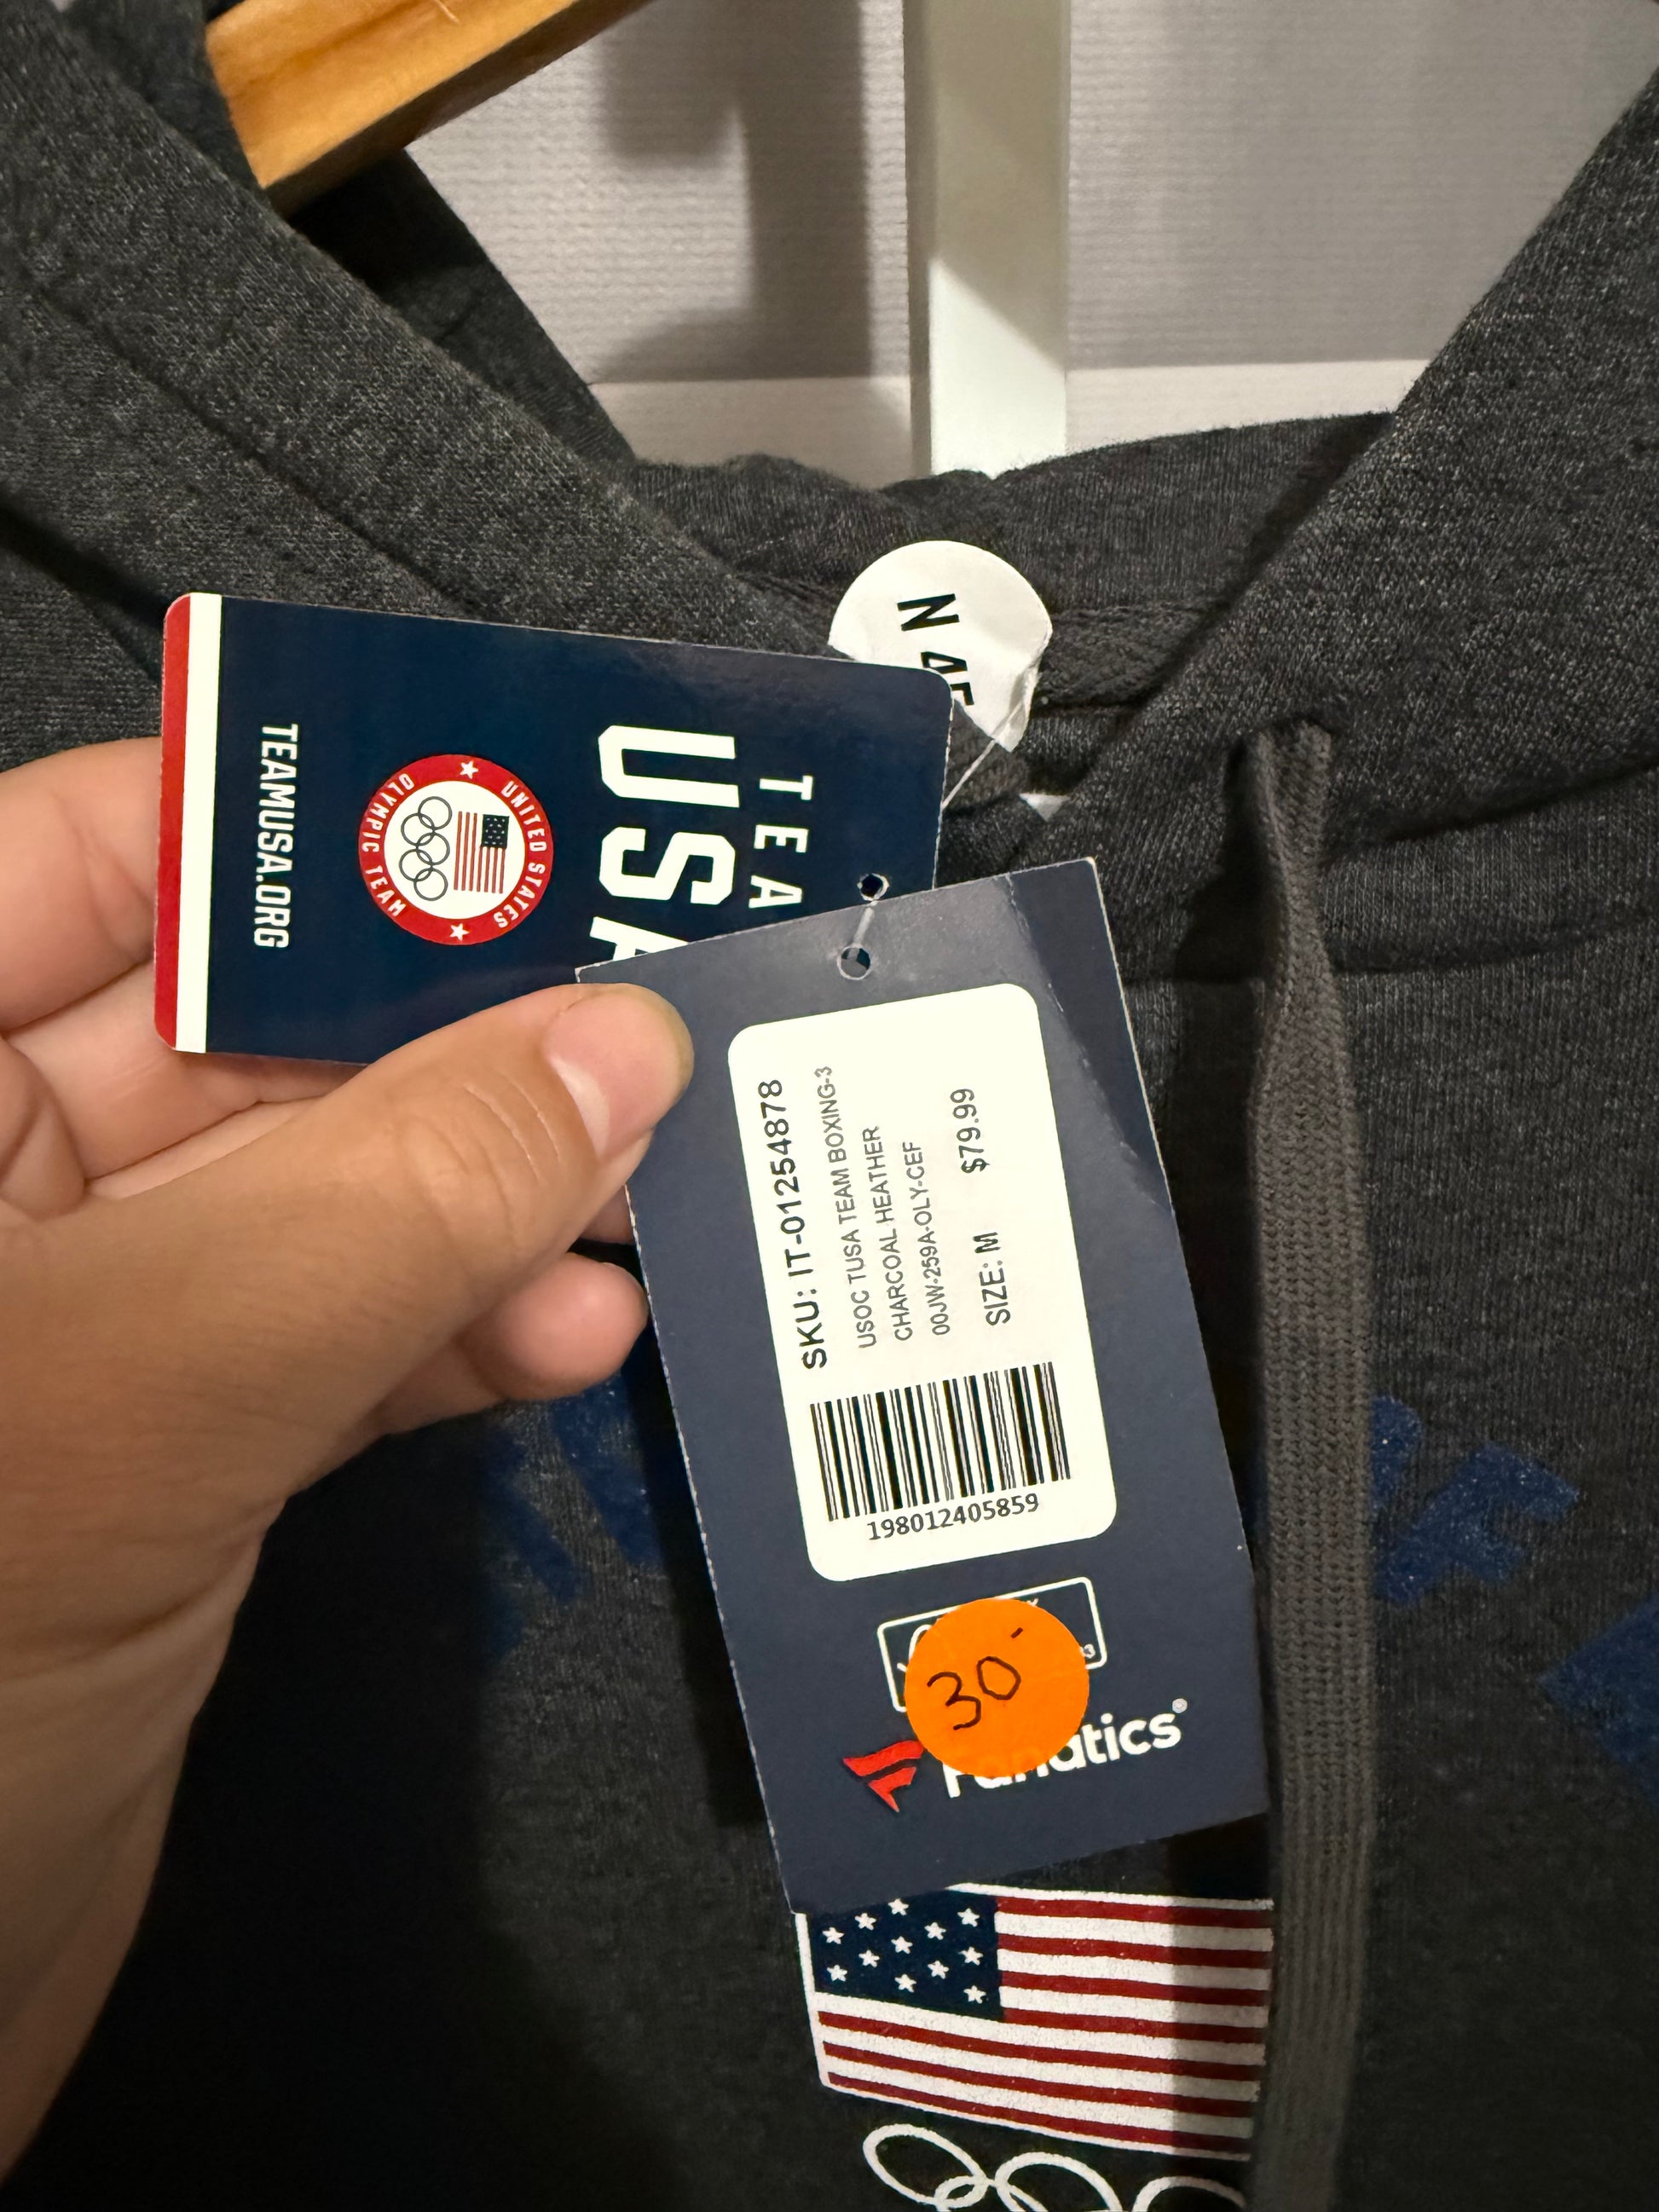 N 45
TEAM
USA
UNITED STATES
OLYMPIC TEAM
TEAMUSA.ORG
SKU: IT-01254878
USOC TUSA TEAM BOXING-3
CHARCOAL HEATHER
00JW-259A-OLY-CEF
$79.99
SIZE: M
198012405859
30
Fanatics